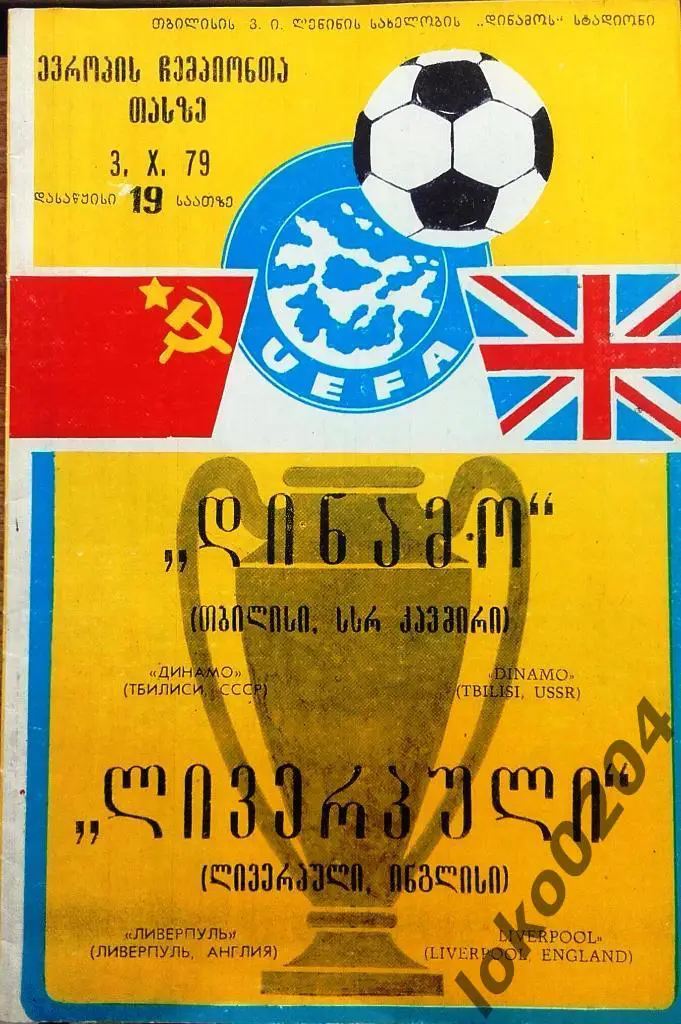 თბილისის ვ. ი. ლენინის სახელობის „დინამოს“ სტადიონი
ევროპის ჩემპიონთა
თასზე
3. X. 79
დასაწყისი 19 საათზე
UEFA
„დინამო“
(თბილისი, სსრ კავშირი)
«ДИНАМО»
(ТБИЛИСИ, СССР)
«DINAMO»
(TBILISI, USSR)
„ლივერპული“
(ლივერპული, ინგლისი)
«ЛИВЕРПУЛЬ»
(ЛИВЕРПУЛЬ, АНГЛИЯ)
LIVERPOOL»
(LIVERPOOL, ENGLAND)
loko0204